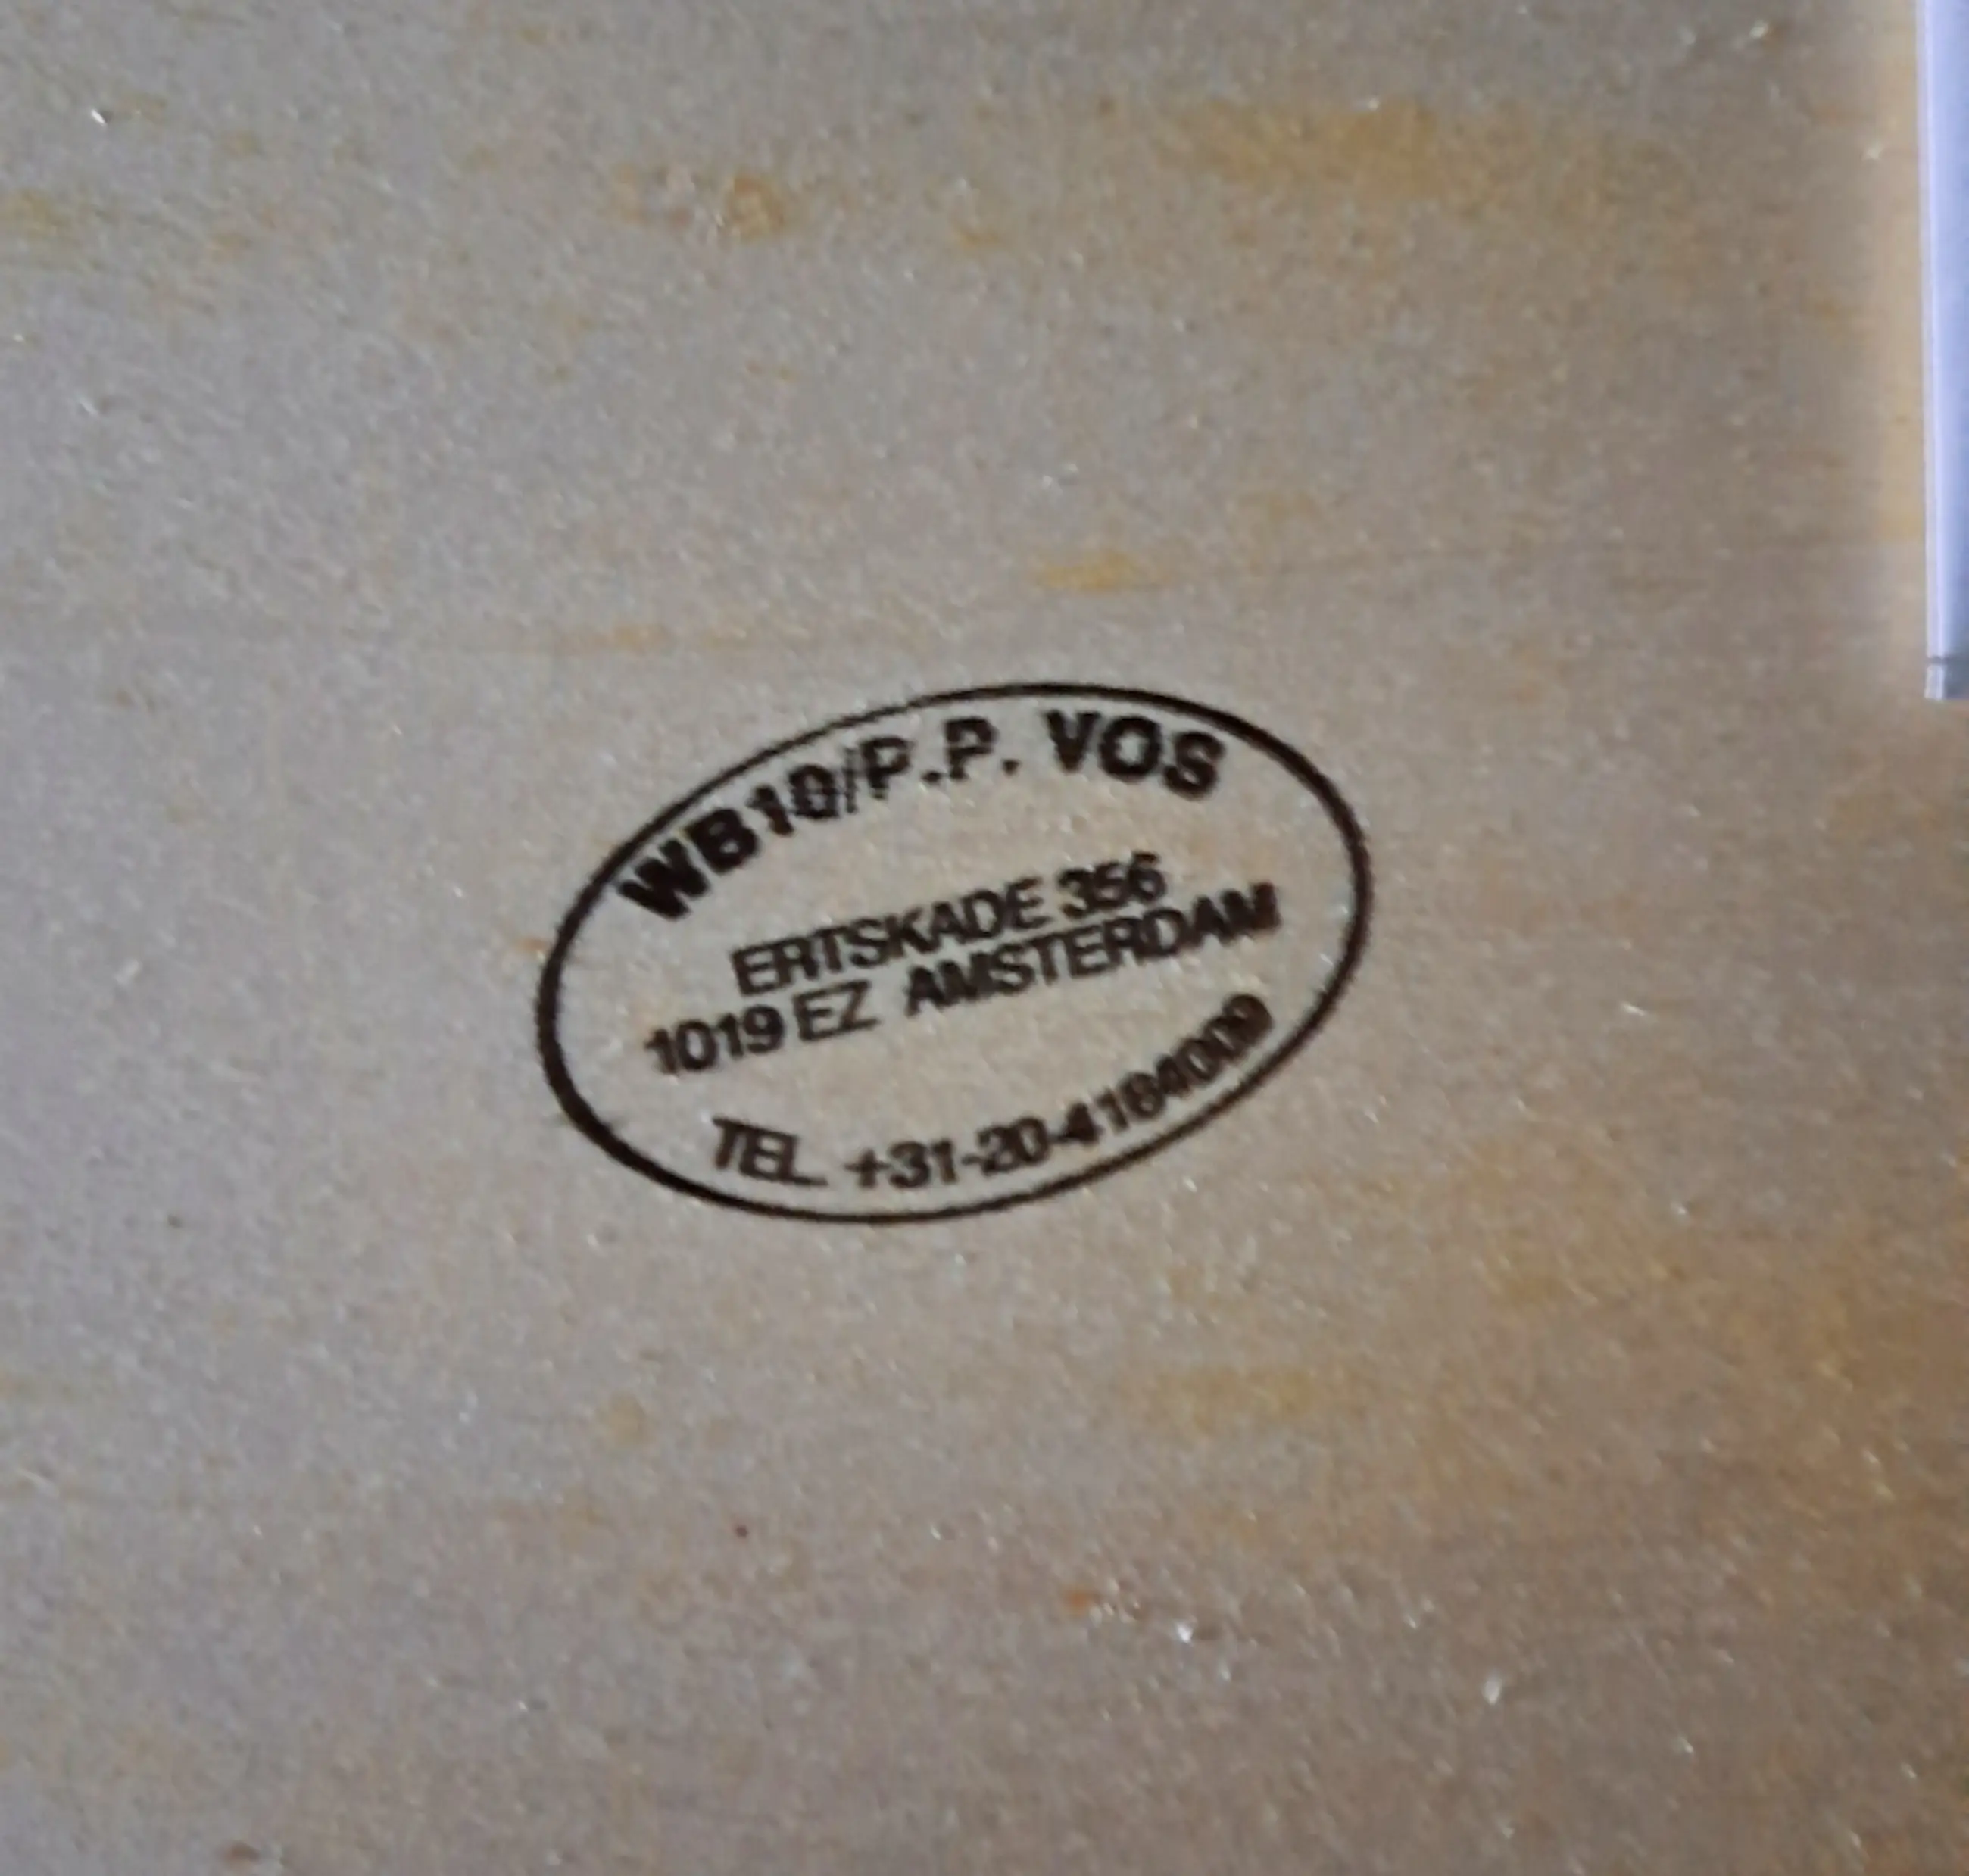 WB10/P.P. VOS
ERTSKADE 356
1019 EZ AMSTERDAM
TEL +31-20-4184009